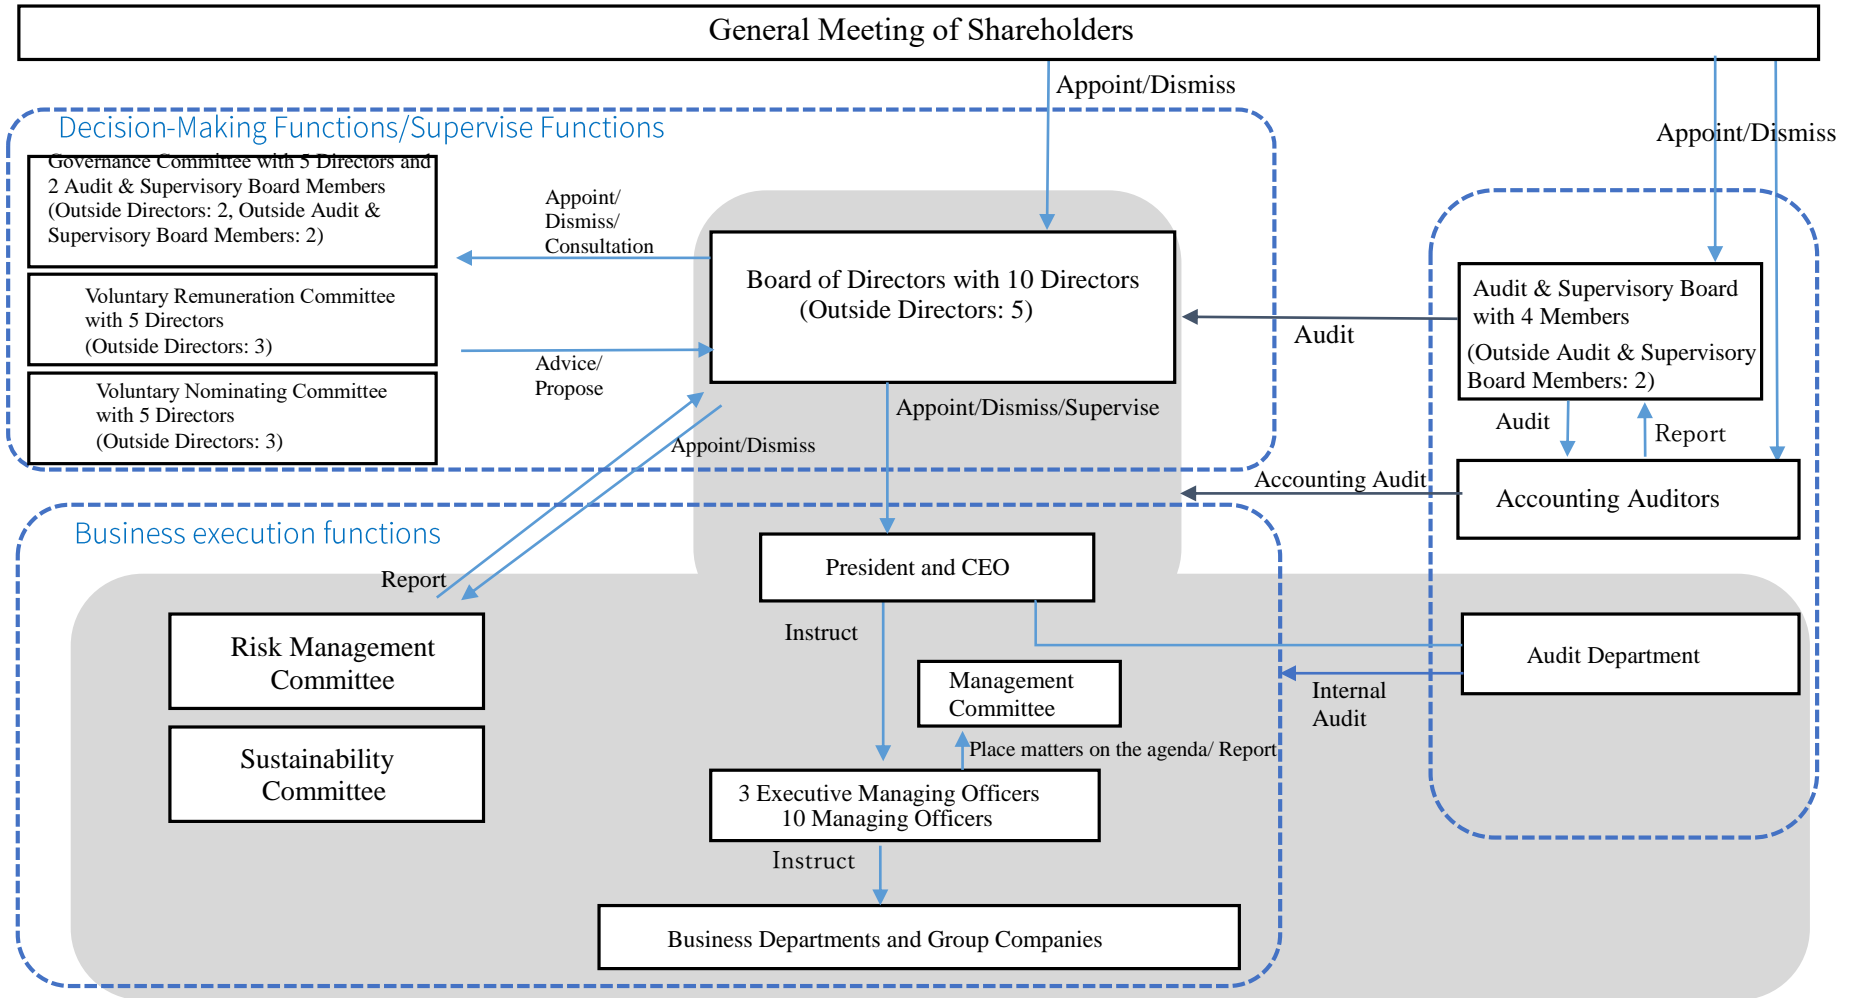 General Meeting of Shareholders
Appoint/Dismiss
Appoint/Dismiss
Decision-Making Functions/Supervise Functions
Governance Committee with 5 Directors and
2 Audit & Supervisory Board Members
(Outside Directors: 2, Outside Audit &
Supervisory Board Members: 2)
Appoint/
Dismiss/
Consultation
Voluntary Remuneration Committee
with 5 Directors
(Outside Directors: 3)
Advice/
Propose
Voluntary Nominating Committee
with 5 Directors
(Outside Directors: 3)
Board of Directors with 10 Directors
(Outside Directors: 5)
Audit
Audit & Supervisory Board
with 4 Members
(Outside Audit & Supervisory
Board Members: 2)
Appoint/Dismiss/Supervise
Appoint/Dismiss
Audit
Report
Accounting Audit
Accounting Auditors
Business execution functions
President and CEO
Report
Risk Management
Committee
Sustainability
Committee
Instruct
Management
Committee
Place matters on the agenda/ Report
Internal
Audit
Audit Department
3 Executive Managing Officers
10 Managing Officers
Instruct
Business Departments and Group Companies